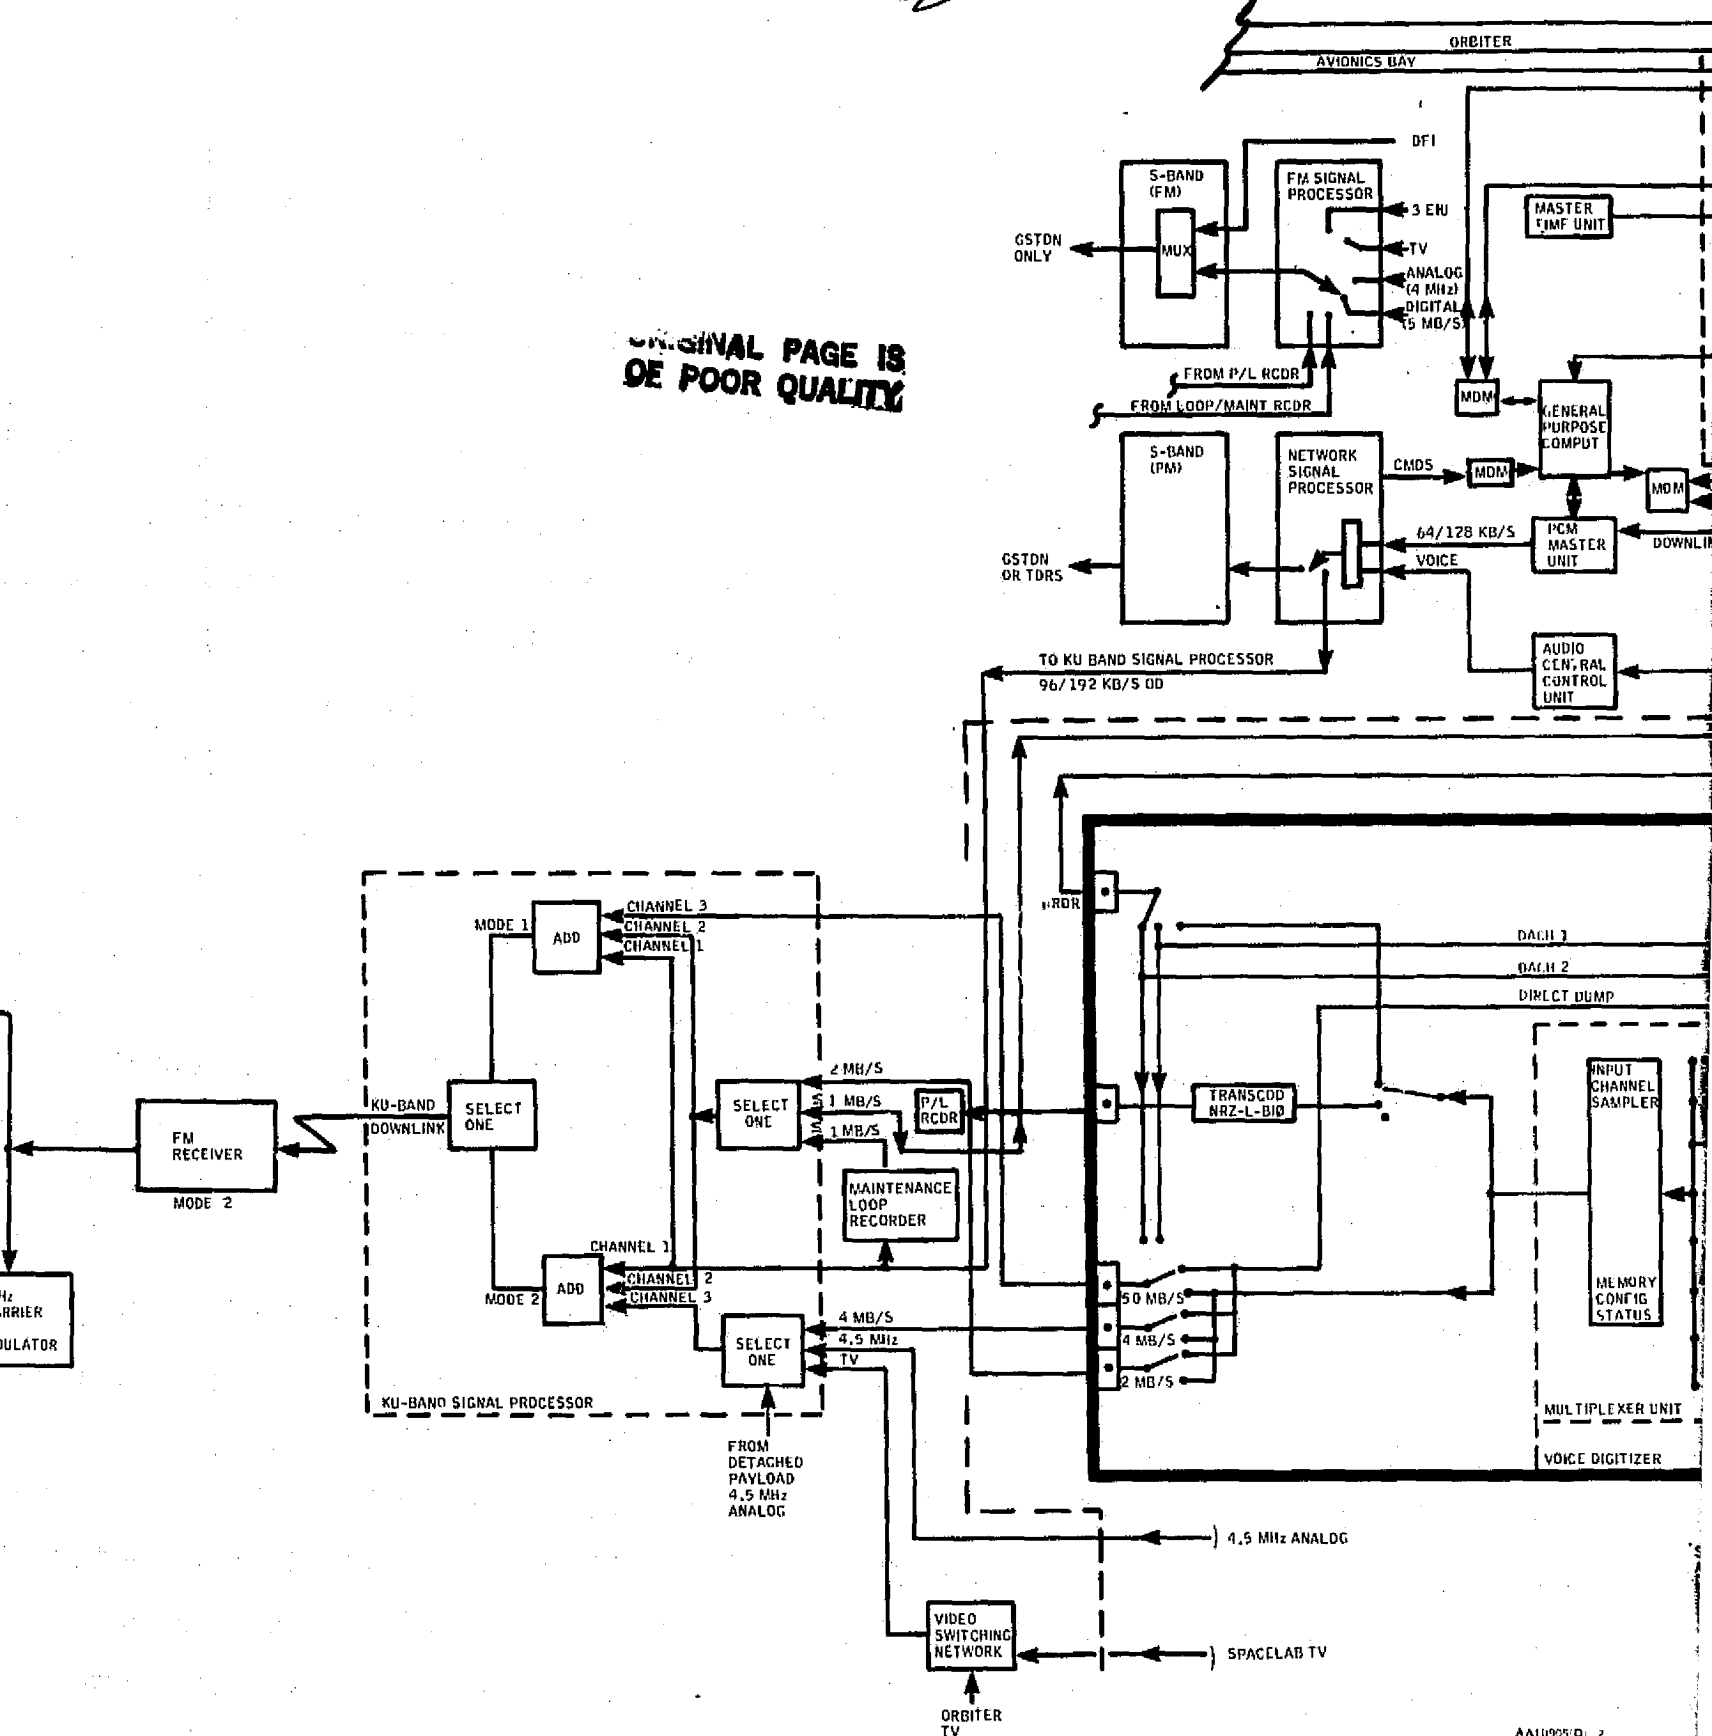 ORBITER
AVIONICS BAY
DFI
S-BAND
(FM)
MUX
FM SIGNAL
PROCESSOR
TV
ANALOG
(4 MHz)
DIGITAL
(5 MB/S)
GSTDN
ONLY
MASTER
UNIT
ORIGINAL PAGE IS
OF POOR QUALITY
FROM P/L RCDR
FROM LOOP/MAINT RCDR
MDM
GENERAL
PURPOSE
COMPUT
S-BAND
(PM)
NETWORK
SIGNAL
PROCESSOR
CMDS
MDM
MDM
64/128 KB/S
VOICE
PCM
MASTER
UNIT
GSTDN
OR TDRS
AUDIO
CENTRAL
CONTROL
UNIT
TO KU BAND SIGNAL PROCESSOR
96/192 KB/S OD
MODE 1
ADD
CHANNEL 3
CHANNEL 2
CHANNEL 1
DACH 1
DACH 2
DIRECT DUMP
2 MB/S
1 MB/S
1 MB/S
P/L
RCDR
TRANSCOD
NRZ-L-BIØ
INPUT
CHANNEL
SAMPLER
KU-BAND
DOWNLINK
SELECT
ONE
SELECT
ONE
FM
RECEIVER
MODE 2
MAINTENANCE
LOOP
RECORDER
CHANNEL 1
CHANNEL 2
CHANNEL 3
MODE 2
ADD
50 MB/S
4 MB/S
2 MB/S
MEMORY
CONFIG
STATUS
4 MB/S
4.5 MHz
TV
SELECT
ONE
KU-BAND SIGNAL PROCESSOR
MULTIPLEXER UNIT
VOICE DIGITIZER
FROM
DETACHED
PAYLOAD
4.5 MHz
ANALOG
4.5 MHz ANALOG
VIDEO
SWITCHING
NETWORK
SPACELAB TV
ORBITER
TV